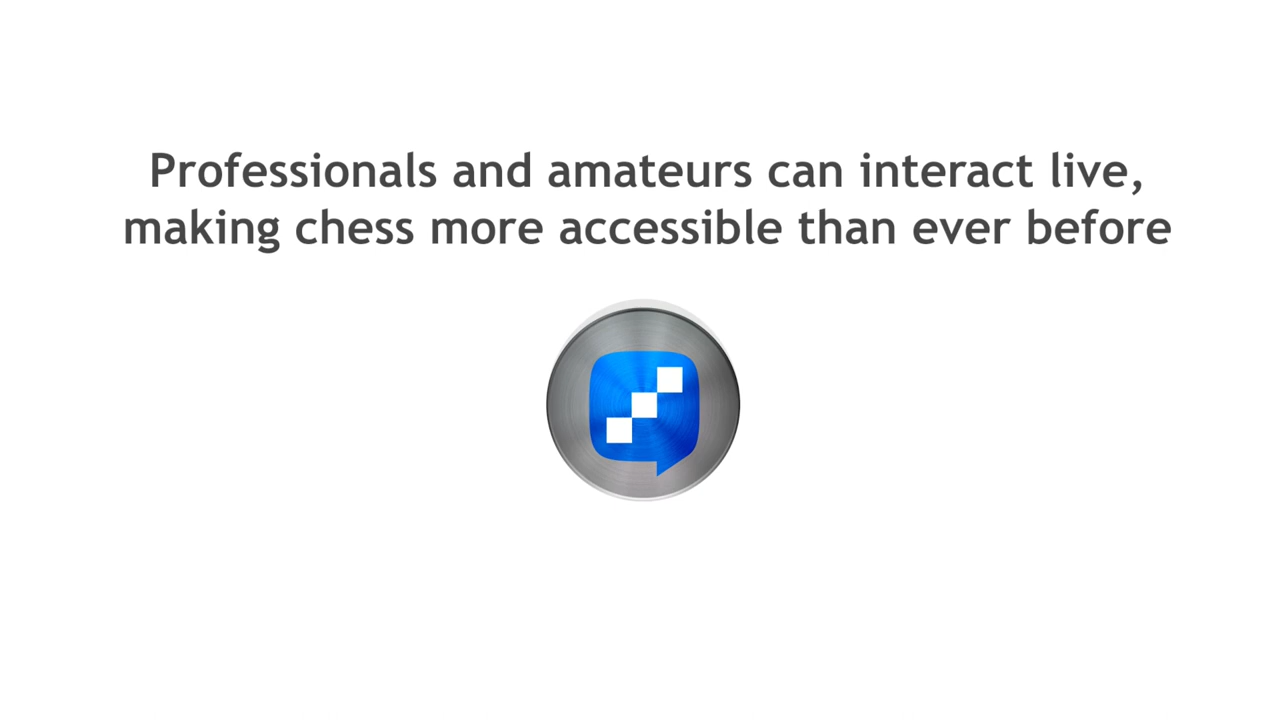 Professionals and amateurs can interact live,
making chess more accessible than ever before